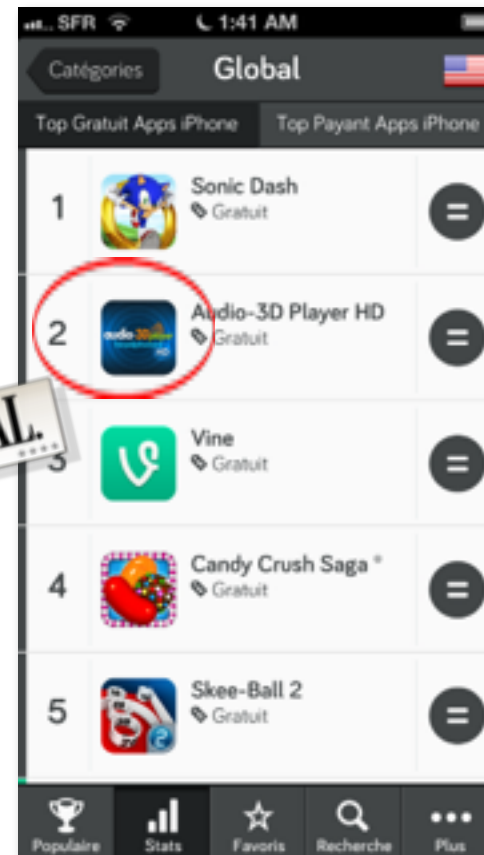 SFR 1:41 AM
Catégories Global
Top Gratuit Apps iPhone Top Payant Apps iPhone
1 Sonic Dash
Gratuit
2 Audio-3D Player HD
Gratuit
3 Vine
Gratuit
4 Candy Crush Saga ®
Gratuit
5 Skee-Ball 2
Gratuit
Populaire Stats Favoris Recherche Plus